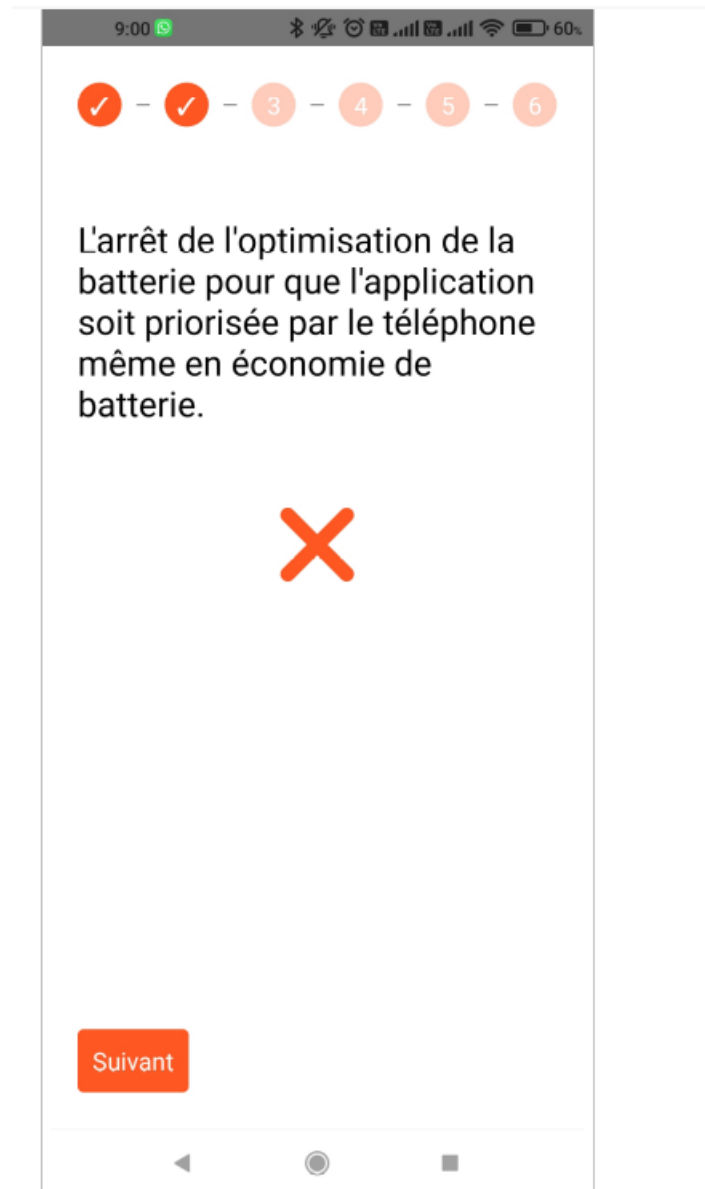 9:00 60%
✓ - ✓ - 3 - 4 - 5 - 6
L'arrêt de l'optimisation de la
batterie pour que l'application
soit priorisée par le téléphone
même en économie de
batterie.
Suivant